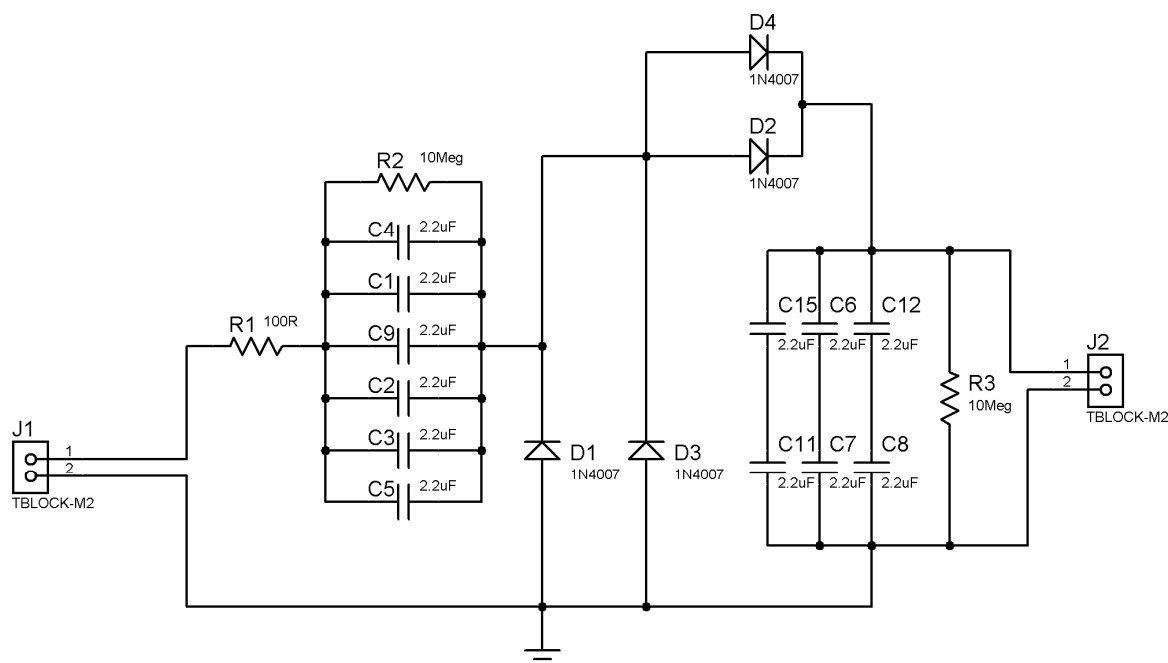 D4
1N4007
D2
1N4007
R2 10Meg
C4 2.2uF
C1 2.2uF
R1 100R
C9 2.2uF
C2 2.2uF
C3 2.2uF
C5 2.2uF
D1
1N4007
D3
1N4007
C15 C6 C12
2.2uF 2.2uF 2.2uF
C11 C7 C8
2.2uF 2.2uF 2.2uF
R3
10Meg
J2
1
2
TBLOCK-M2
J1
1
2
TBLOCK-M2